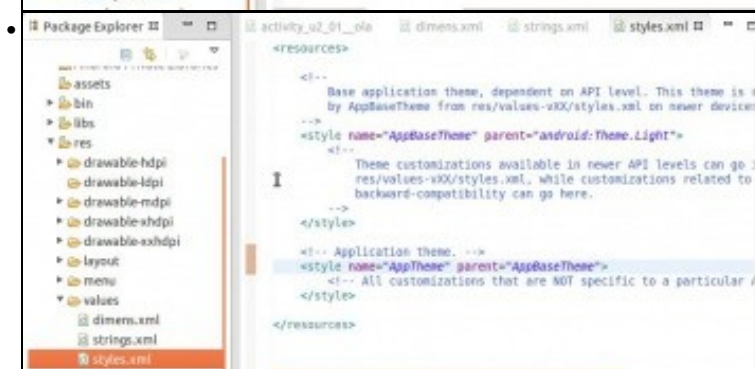 Package Explorer
assets
bin
libs
res
drawable-hdpi
drawable-ldpi
drawable-mdpi
drawable-xhdpi
drawable-xxhdpi
layout
menu
values
dimens.xml
strings.xml
styles.xml
activity_u2_01__ola dimens.xml strings.xml styles.xml
<resources>
<!--
Base application theme, dependent on API level. This theme is
by AppBaseTheme from res/values-vXX/styles.xml on newer device
-->
<style name="AppBaseTheme" parent="android:Theme.Light">
<!--
Theme customizations available in newer API levels can go
res/values-vXX/styles.xml, while customizations related to
backward-compatibility can go here.
-->
</style>
<!-- Application theme. -->
<style name="AppTheme" parent="AppBaseTheme">
<!-- All customizations that are NOT specific to a particular
</style>
</resources>